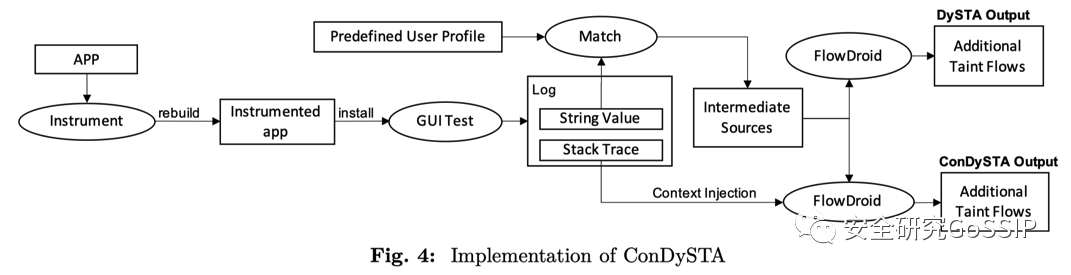 DySTA Output
Predefined User Profile
Match
FlowDroid
Additional
Taint Flows
APP
Log
rebuild
install
Instrument
Instrumented
app
GUI Test
String Value
Stack Trace
Intermediate
Sources
ConDySTA Output
Context Injection
FlowDroid
Additional
Taint Flows
安全研究GoSSIP
Fig. 4: Implementation of ConDySTA